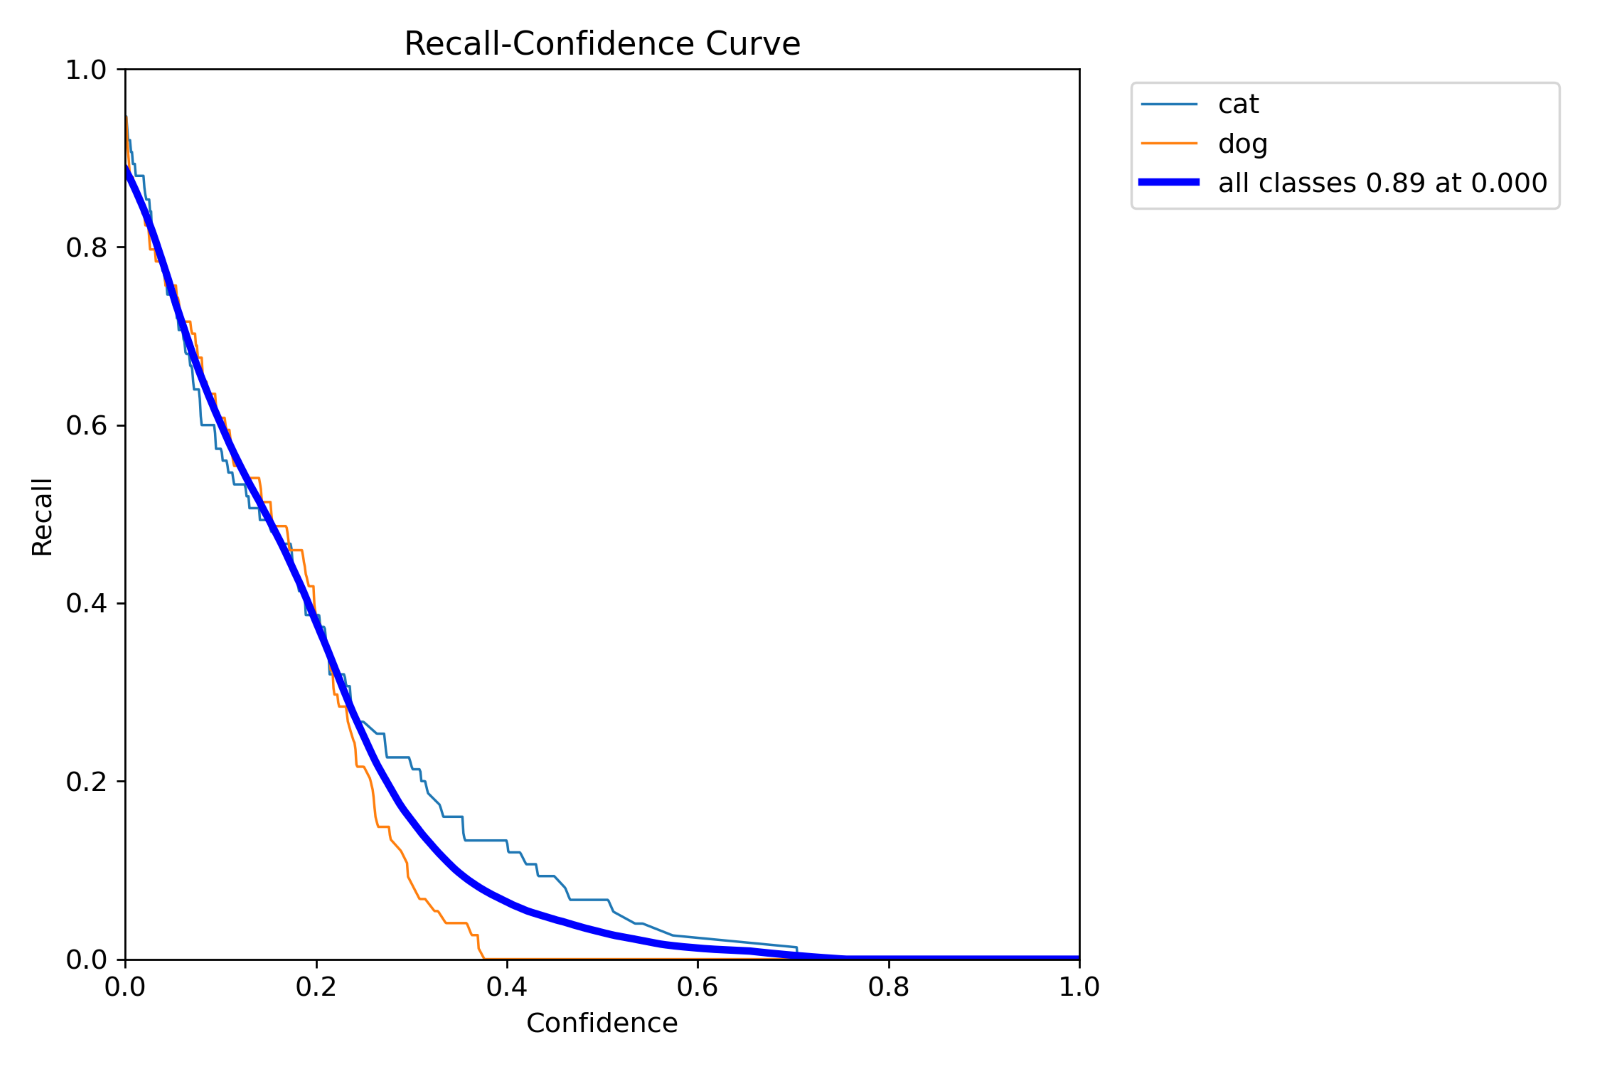 Recall-Confidence Curve
1.0
0.8
0.6
0.4
0.2
0.0
Recall
0.0 0.2 0.4 0.6 0.8 1.0
Confidence
cat
dog
all classes 0.89 at 0.000